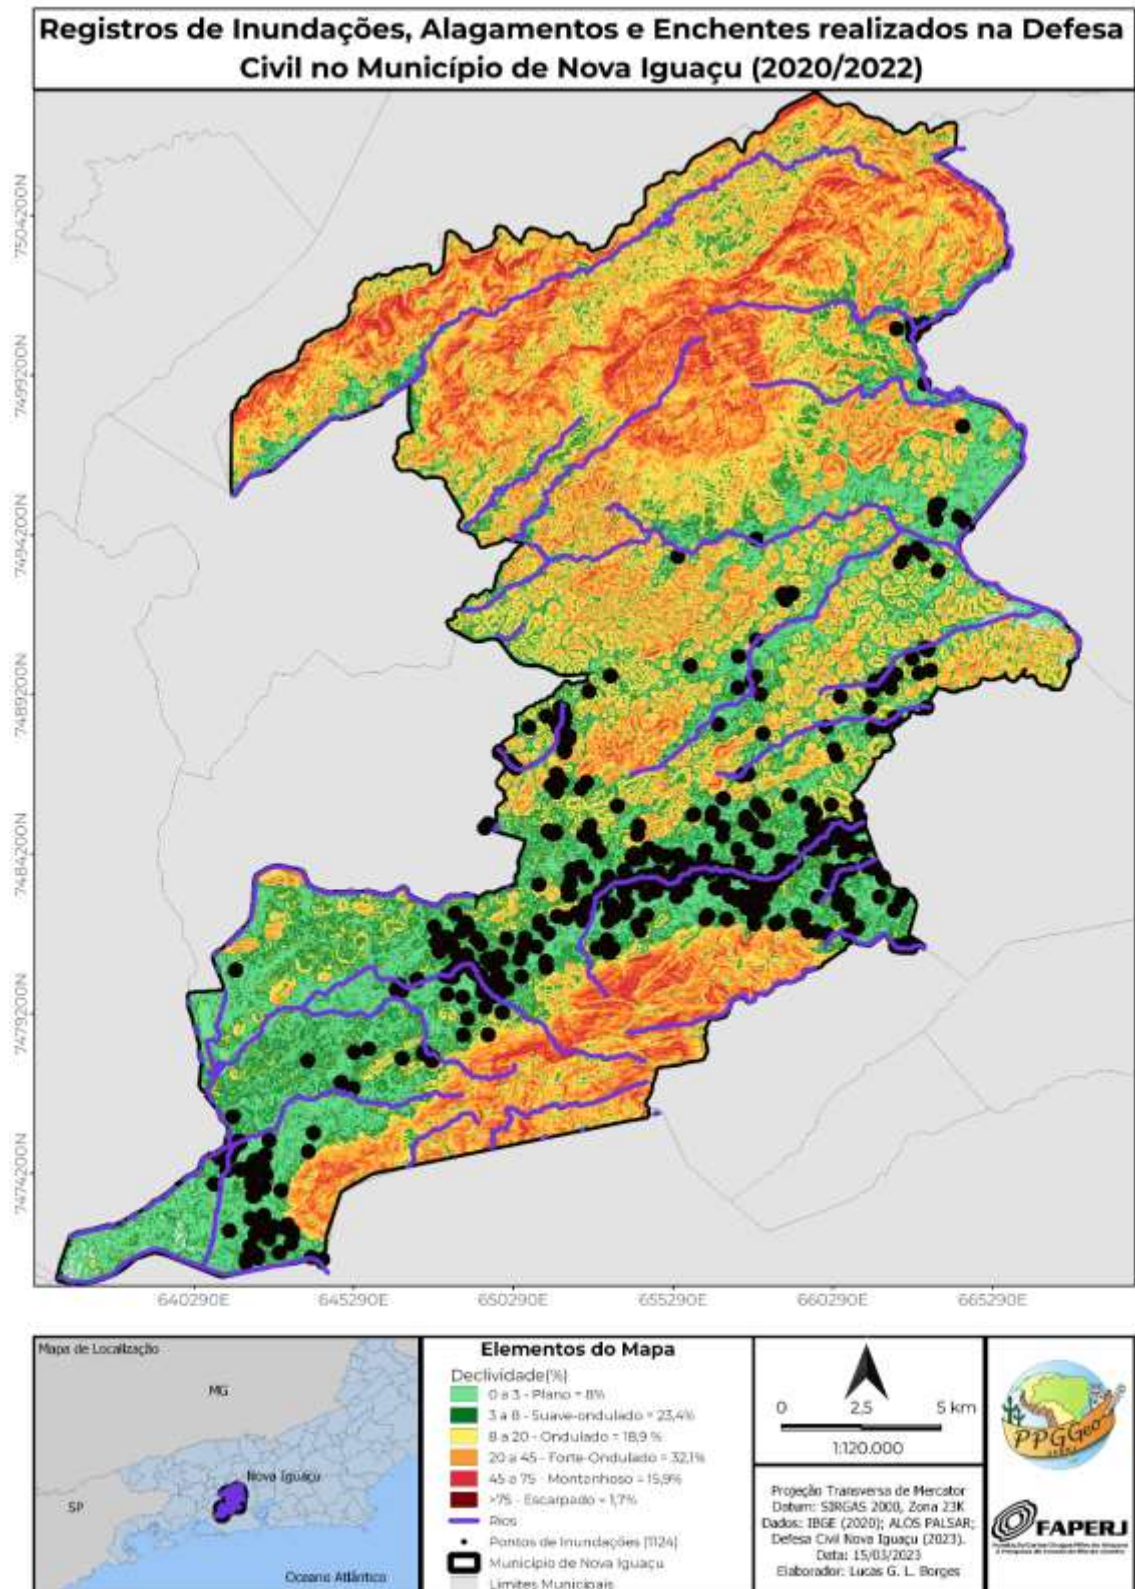 Registros de Inundações, Alagamentos e Enchentes realizados na Defesa
Civil no Município de Nova Iguaçu (2020/2022)
7504200N
7499200N
7494200N
7489200N
7484200N
7479200N
7474200N
640290E
645290E
650290E
655290E
660290E
665290E
Mapa de Localização
MG
Nova Iguaçu
SP
Oceano Atlântico
Elementos do Mapa
Declividade(%)
0 a 3 - Plano = 8%
3 a 8 - Suave-ondulado = 23,4%
8 a 20 - Ondulado = 18,9 %
20 a 45 - Forte-Ondulado = 32,1%
45 a 75 - Montanhoso = 15,9%
>75 - Escarpado = 1,7%
Rios
Pontos de Inundações (1124)
Município de Nova Iguaçu
Limites Municipais
0 2,5 5 km
1:120.000
Projeção Transversa de Mercator
Datum: SIRGAS 2000, Zona 23K
Dados: IBGE (2020); ALOS PALSAR;
Defesa Civil Nova Iguaçu (2023).
Data: 15/03/2023
Elaborador: Lucas G. L. Borges
PPGGeo
FAPERJ